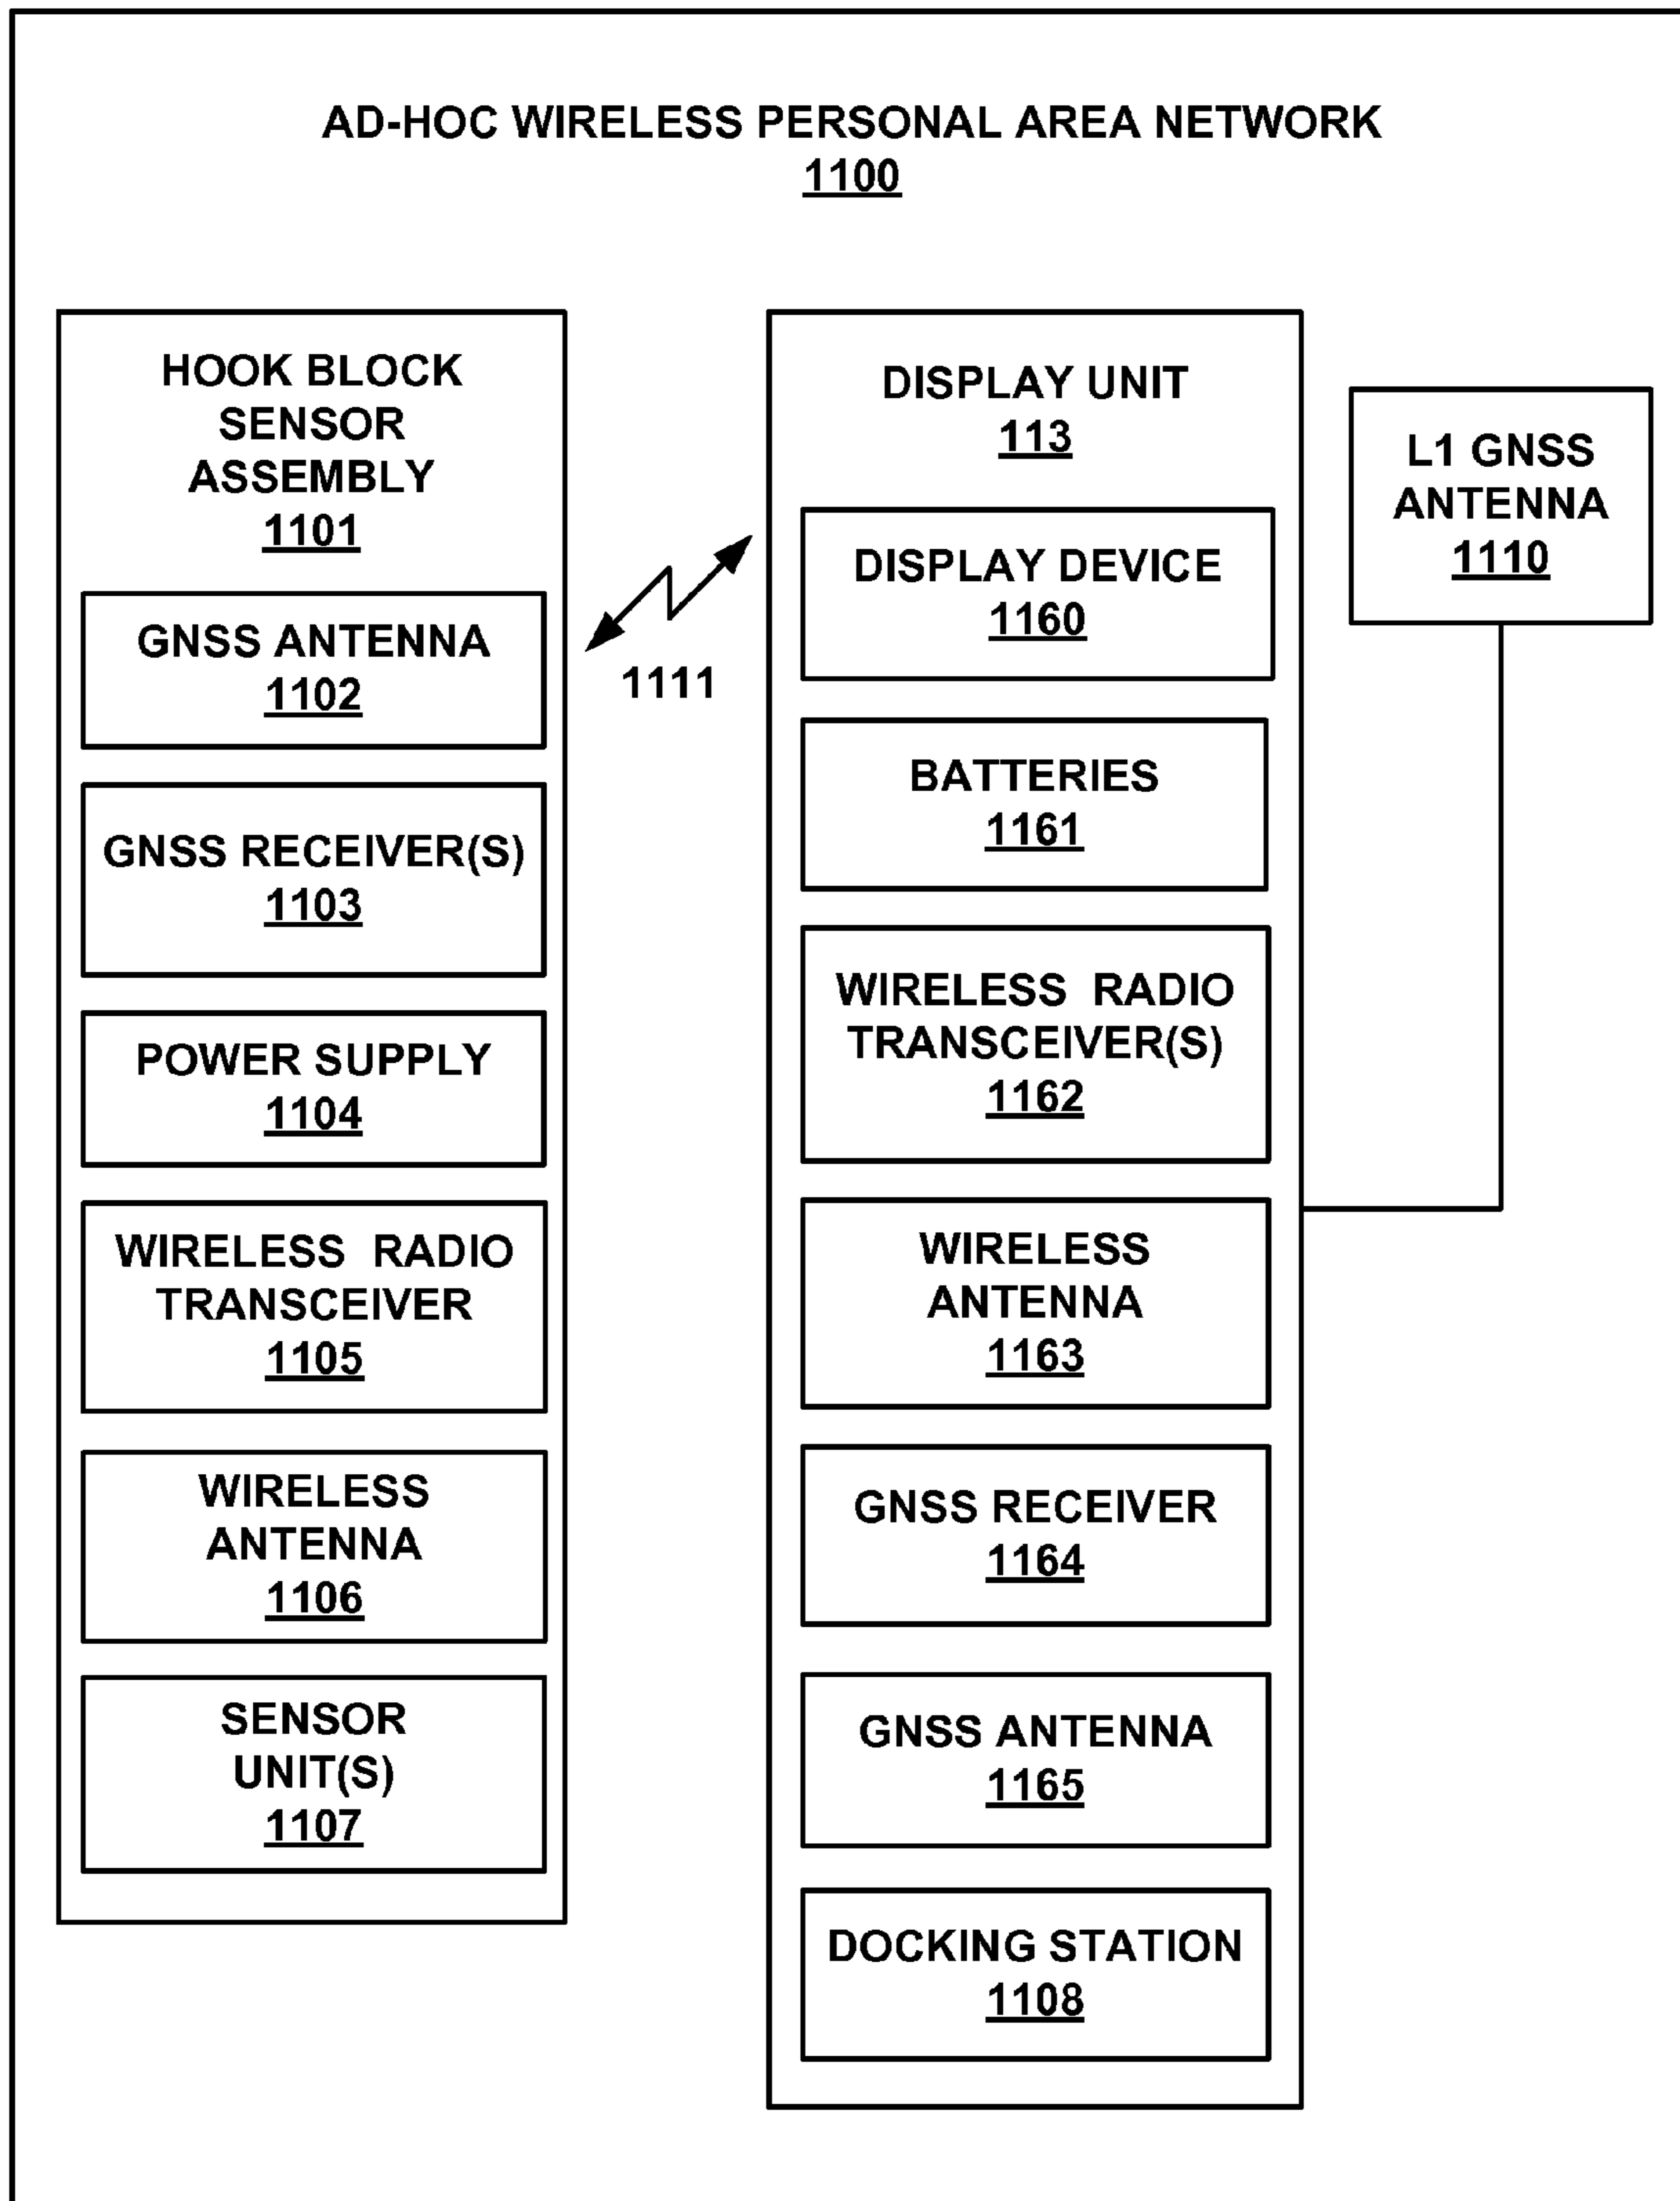 AD-HOC WIRELESS PERSONAL AREA NETWORK
1100
HOOK BLOCK
SENSOR
ASSEMBLY
1101
GNSS ANTENNA
1102
GNSS RECEIVER(S)
1103
POWER SUPPLY
1104
WIRELESS RADIO
TRANSCEIVER
1105
WIRELESS
ANTENNA
1106
SENSOR
UNIT(S)
1107
1111
DISPLAY UNIT
113
DISPLAY DEVICE
1160
BATTERIES
1161
WIRELESS RADIO
TRANSCEIVER(S)
1162
WIRELESS
ANTENNA
1163
GNSS RECEIVER
1164
GNSS ANTENNA
1165
DOCKING STATION
1108
L1 GNSS
ANTENNA
1110